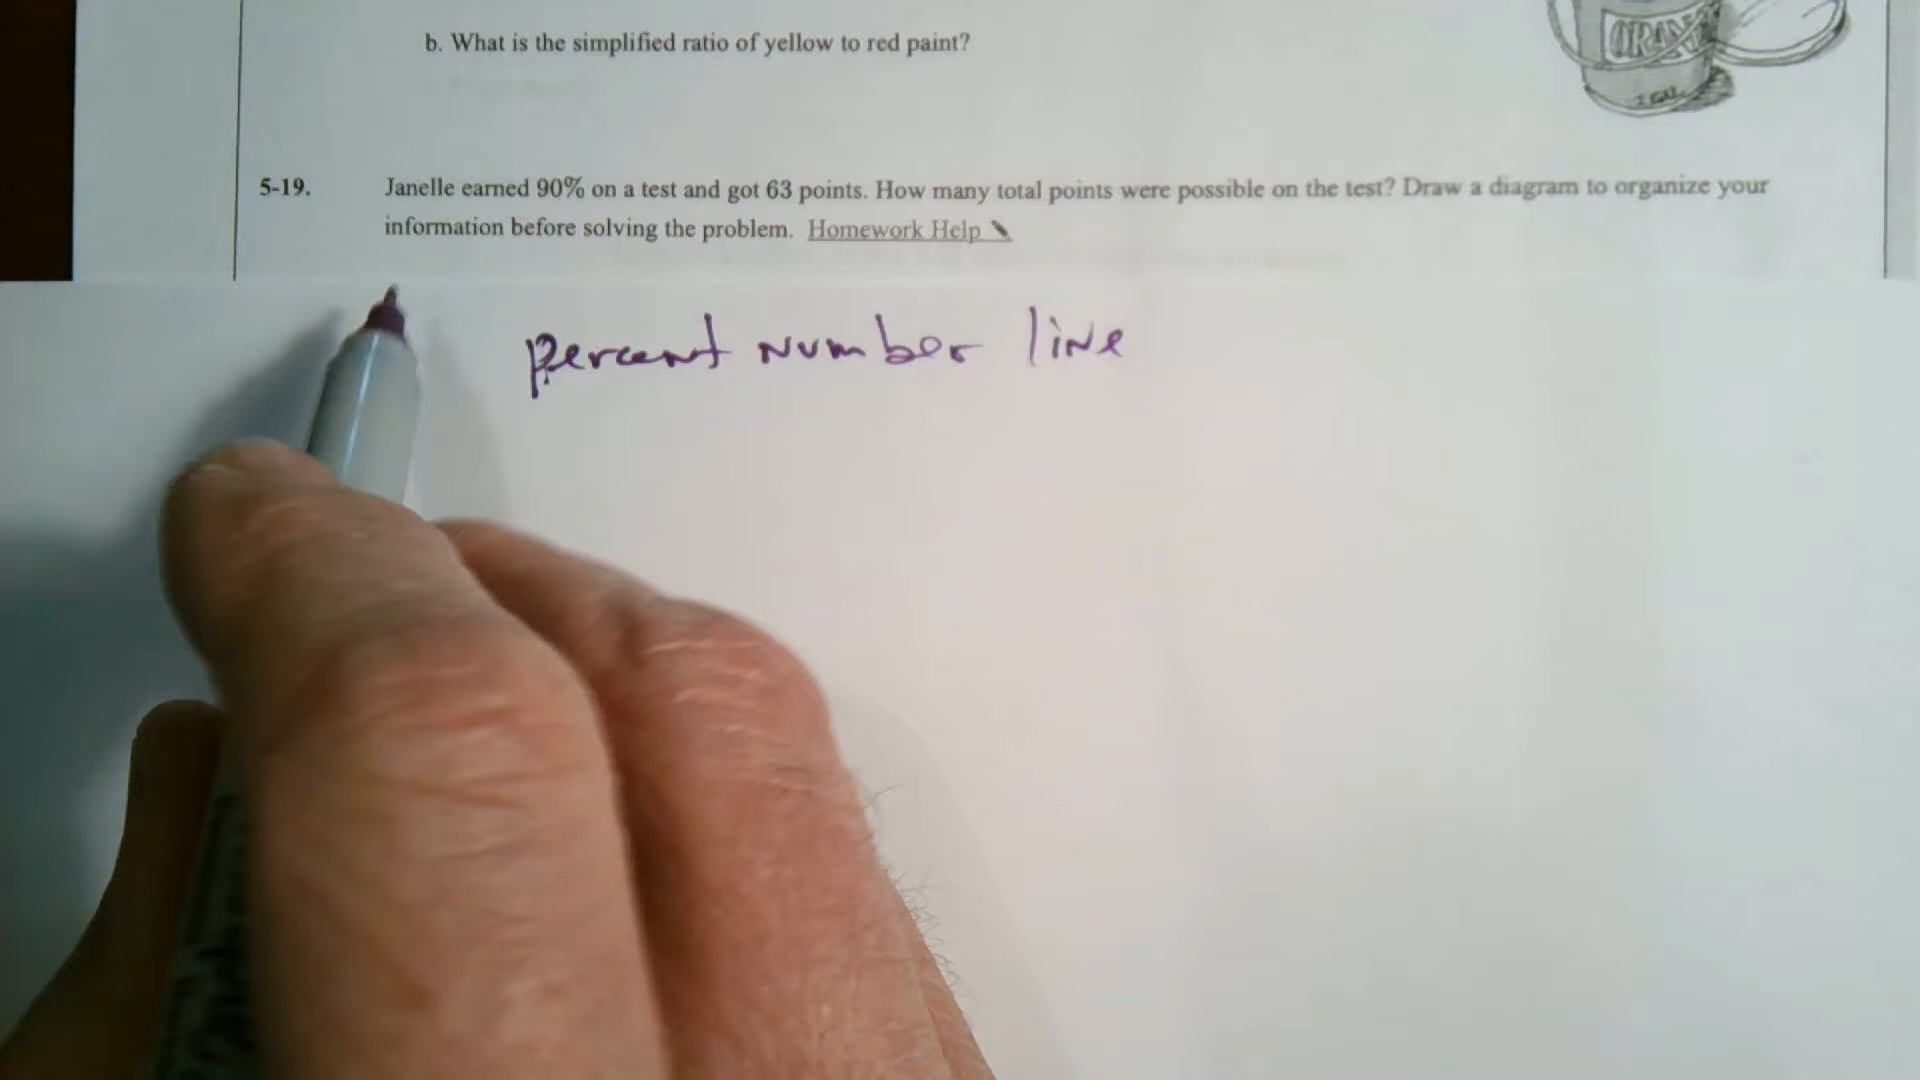 b. What is the simplified ratio of yellow to red paint?
5-19. Janelle earned 90% on a test and got 63 points. How many total points were possible on the test? Draw a diagram to organize your
information before solving the problem. Homework Help
percent number line